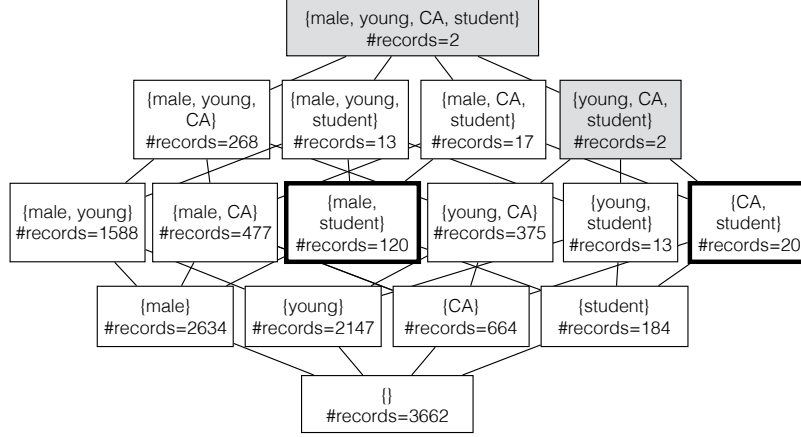 {male, young, CA, student}
#records=2
{male, young,
CA}
#records=268
{male, young,
student}
#records=13
{male, CA,
student}
#records=17
{young, CA,
student}
#records=2
{male, young}
#records=1588
{male, CA}
#records=477
{male,
student}
#records=120
{young, CA}
#records=375
{young,
student}
#records=13
{CA,
student}
#records=20
{male}
#records=2634
{young}
#records=2147
{CA}
#records=664
{student}
#records=184
{}
#records=3662